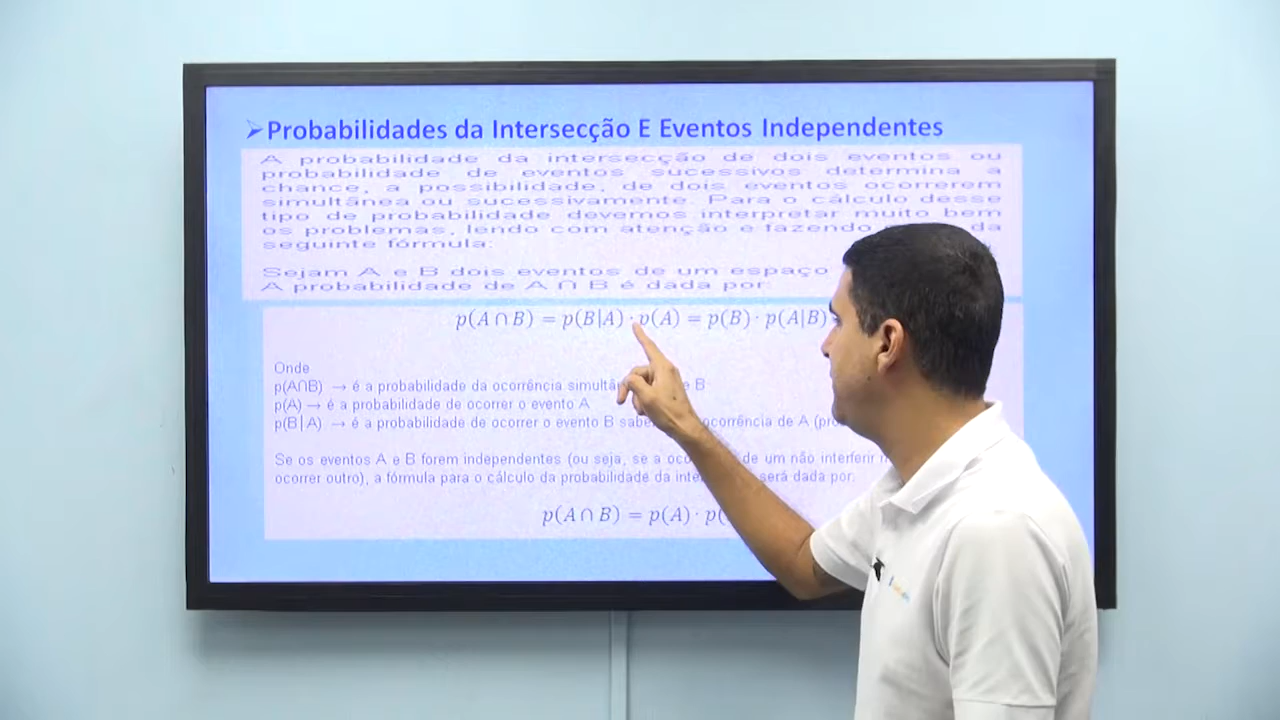 Probabilidades da Intersecção E Eventos Independentes
A probabilidade da intersecção de dois eventos ou
probabilidade de eventos sucessivos determina a
chance, a possibilidade, de dois eventos ocorrerem
simultânea ou sucessivamente. Para o cálculo desse
tipo de probabilidade devemos interpretar muito bem
os problemas, lendo com atenção e fazendo da
seguinte fórmula:
Sejam A e B dois eventos de um espaço
A probabilidade de A ∩ B é dada por:
p(A ∩ B) = p(B|A) · p(A) = p(B) · p(A|B)
Onde
p(A∩B) → é a probabilidade da ocorrência e B
p(A) → é a probabilidade de ocorrer o evento A
p(B|A) → é a probabilidade de ocorrer o evento B ocorrência de A
Se os eventos A e B forem independentes (ou seja, se a de um não interferir
ocorrer outro), a fórmula para o cálculo da probabilidade da será dada por:
p(A ∩ B) = p(A) ·